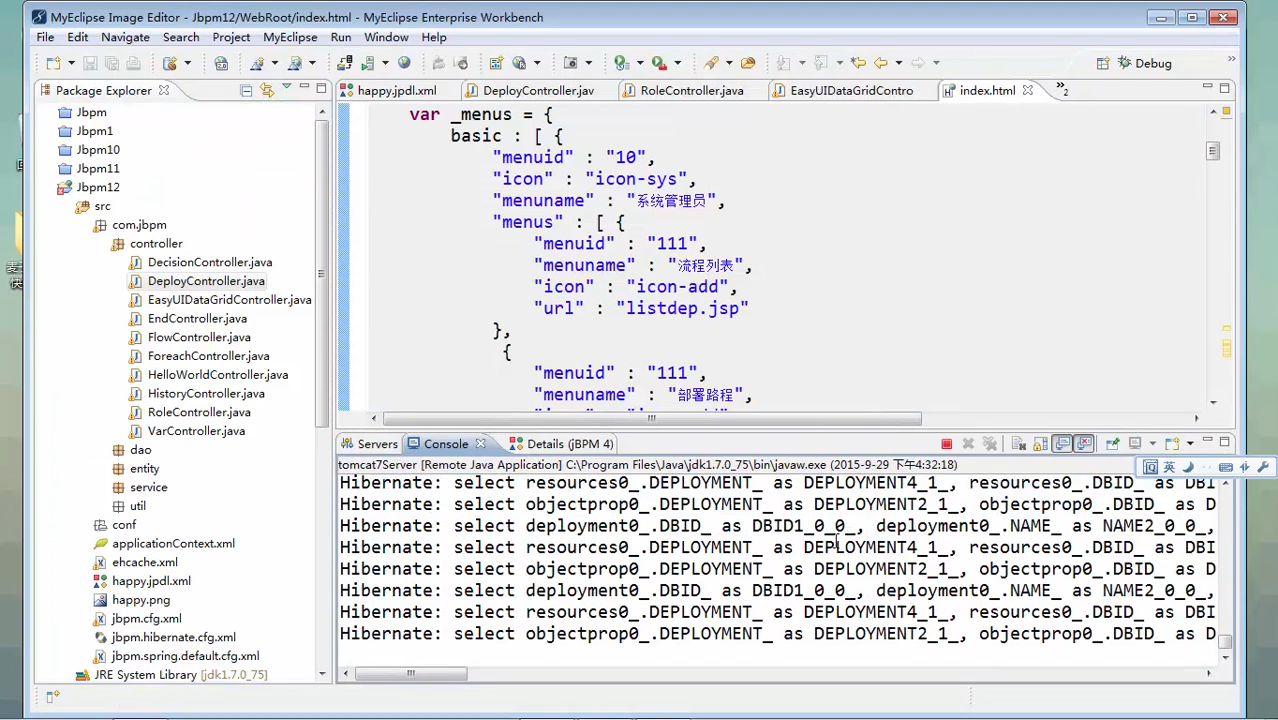 MyEclipse Image Editor - Jbpm12/WebRoot/index.html - MyEclipse Enterprise Workbench
File Edit Navigate Search Project MyEclipse Run Window Help
Debug
Package Explorer
happy.jpdl.xml DeployController.jav RoleController.java EasyUIDataGridContro index.html »2
Jbpm
Jbpm1
Jbpm10
Jbpm11
Jbpm12
src
com.jbpm
controller
DecisionController.java
DeployController.java
EasyUIDataGridController.java
EndController.java
FlowController.java
ForeachController.java
HelloWorldController.java
HistoryController.java
RoleController.java
VarController.java
dao
entity
service
util
conf
applicationContext.xml
ehcache.xml
happy.jpdl.xml
happy.png
jbpm.cfg.xml
jbpm.hibernate.cfg.xml
jbpm.spring.default.cfg.xml
JRE System Library [jdk1.7.0_75]
var _menus = {
basic : [ {
"menuid" : "10",
"icon" : "icon-sys",
"menuname" : "系统管理员",
"menus" : [ {
"menuid" : "111",
"menuname" : "流程列表",
"icon" : "icon-add",
"url" : "listdep.jsp"
},
{
"menuid" : "111",
"menuname" : "部署路程",
Servers Console Details (jBPM 4)
tomcat7Server [Remote Java Application] C:\Program Files\Java\jdk1.7.0_75\bin\javaw.exe (2015-9-29 下午4:32:18)
英
Hibernate: select resources0_.DEPLOYMENT_ as DEPLOYMENT4_1_, resources0_.DBID_ as DBI
Hibernate: select objectprop0_.DEPLOYMENT_ as DEPLOYMENT2_1_, objectprop0_.DBID_ as D
Hibernate: select deployment0_.DBID_ as DBID1_0_0_, deployment0_.NAME_ as NAME2_0_0_,
Hibernate: select resources0_.DEPLOYMENT_ as DEPLOYMENT4_1_, resources0_.DBID_ as DBI
Hibernate: select objectprop0_.DEPLOYMENT_ as DEPLOYMENT2_1_, objectprop0_.DBID_ as D
Hibernate: select deployment0_.DBID_ as DBID1_0_0_, deployment0_.NAME_ as NAME2_0_0_,
Hibernate: select resources0_.DEPLOYMENT_ as DEPLOYMENT4_1_, resources0_.DBID_ as DBI
Hibernate: select objectprop0_.DEPLOYMENT_ as DEPLOYMENT2_1_, objectprop0_.DBID_ as D